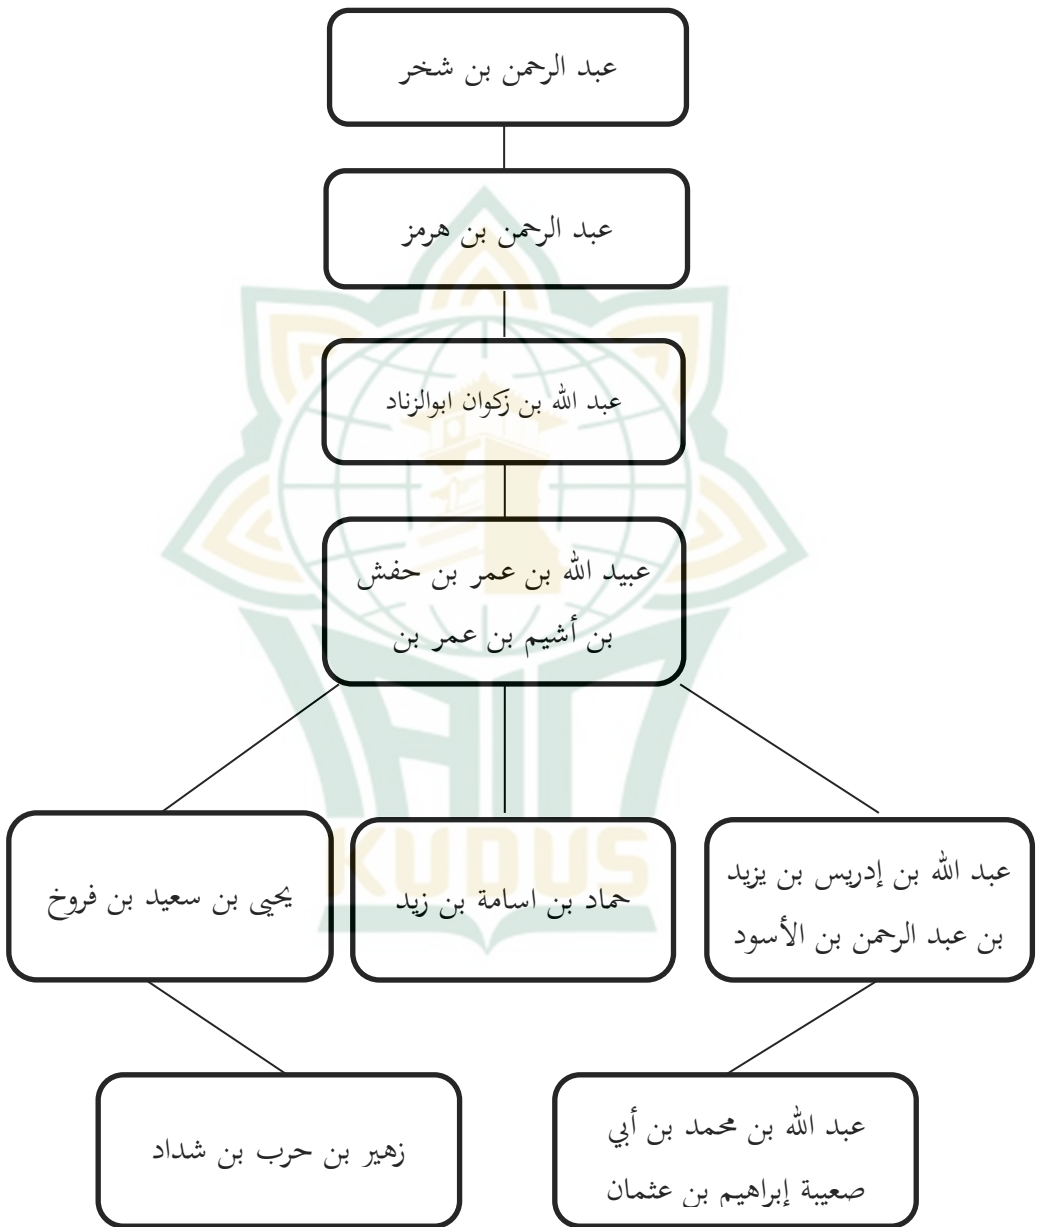 عبد الرحمن بن شخر
عبد الرحمن بن هرمز
عبد الله بن زكوان ابوالزناد
عبيد الله بن عمر بن حفش
بن أشيم بن عمر بن
عبد الله بن إدريس بن يزيد
بن عبد الرحمن بن الأسود
حماد بن اسامة بن زيد
يحيى بن سعيد بن فروخ
KUDUS
عبد الله بن محمد بن أبي
صعيبة إبراهيم بن عثمان
زهير بن حرب بن شداد